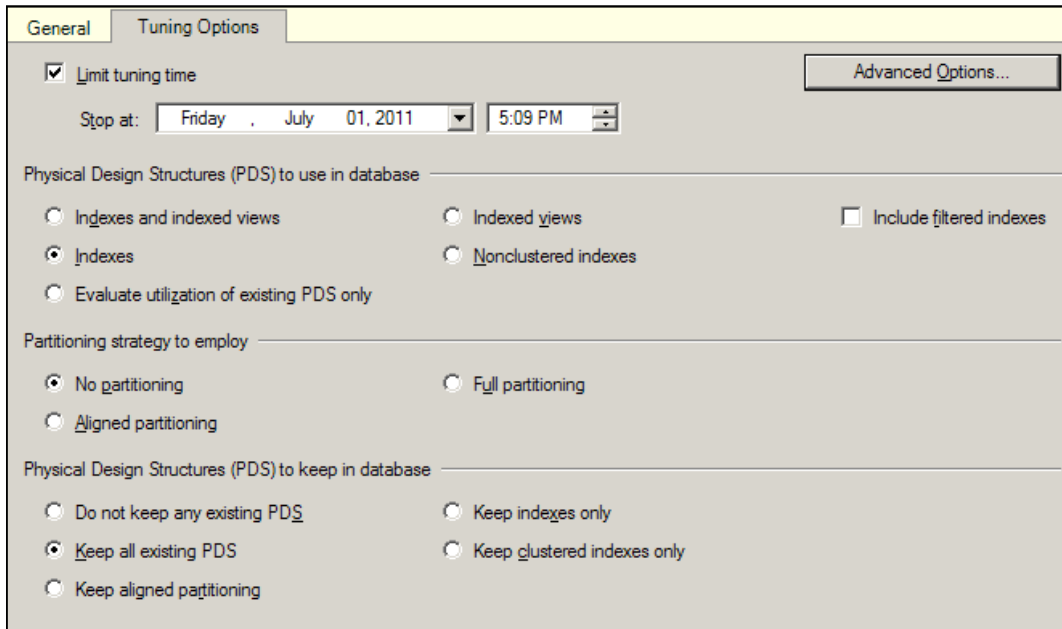 General Tuning Options
Limit tuning time Advanced Options...
Stop at: Friday , July 01, 2011 5:09 PM
Physical Design Structures (PDS) to use in database
Indexes and indexed views Indexed views Include filtered indexes
Indexes Nonclustered indexes
Evaluate utilization of existing PDS only
Partitioning strategy to employ
No partitioning Full partitioning
Aligned partitioning
Physical Design Structures (PDS) to keep in database
Do not keep any existing PDS Keep indexes only
Keep all existing PDS Keep clustered indexes only
Keep aligned partitioning